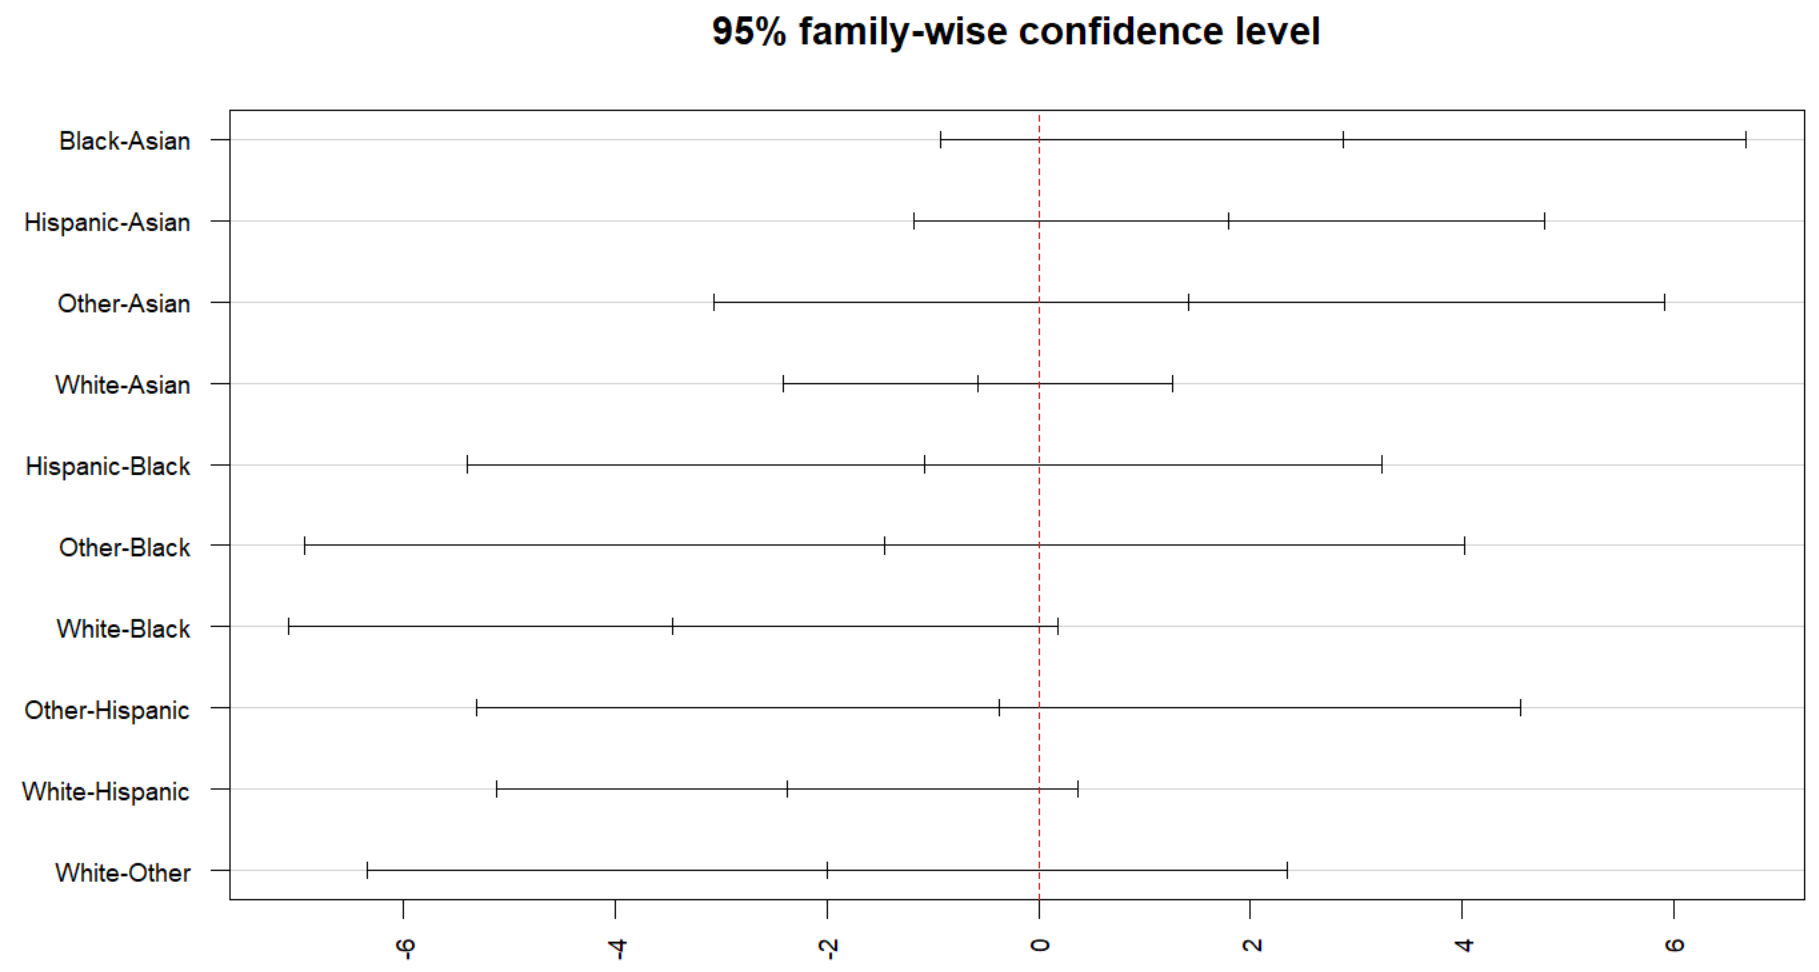 95% family-wise confidence level
Black-Asian
Hispanic-Asian
Other-Asian
White-Asian
Hispanic-Black
Other-Black
White-Black
Other-Hispanic
White-Hispanic
White-Other
-6 -4 -2 0 2 4 6